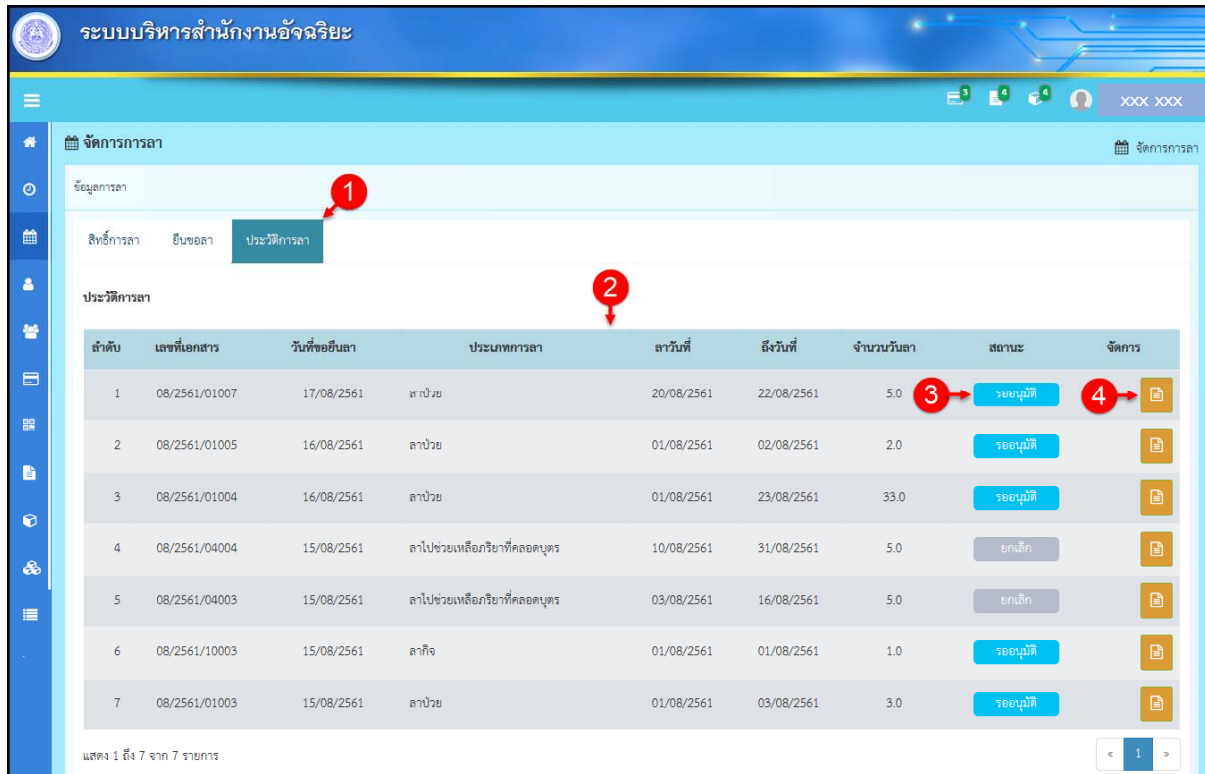 ระบบบริหารสำนักงานอัจฉริยะ
3 4 4 XXX XXX
จัดการการลา
จัดการการลา
ข้อมูลการลา
1
สิทธิ์การลา ยื่นขอลา ประวัติการลา
ประวัติการลา
2
ลำดับ เลขที่เอกสาร วันที่ขอยื่นลา ประเภทการลา ลาวันที่ ถึงวันที่ จำนวนวันลา สถานะ จัดการ
1 08/2561/01007 17/08/2561 ลาป่วย 20/08/2561 22/08/2561 5.0 3 รออนุมัติ 4
2 08/2561/01005 16/08/2561 ลาป่วย 01/08/2561 02/08/2561 2.0 รออนุมัติ
3 08/2561/01004 16/08/2561 ลาป่วย 01/08/2561 23/08/2561 33.0 รออนุมัติ
4 08/2561/04004 15/08/2561 ลาไปช่วยเหลือภริยาที่คลอดบุตร 10/08/2561 31/08/2561 5.0 ยกเลิก
5 08/2561/04003 15/08/2561 ลาไปช่วยเหลือภริยาที่คลอดบุตร 03/08/2561 16/08/2561 5.0 ยกเลิก
6 08/2561/10003 15/08/2561 ลากิจ 01/08/2561 01/08/2561 1.0 รออนุมัติ
7 08/2561/01003 15/08/2561 ลาป่วย 01/08/2561 03/08/2561 3.0 รออนุมัติ
แสดง 1 ถึง 7 จาก 7 รายการ
« 1 »